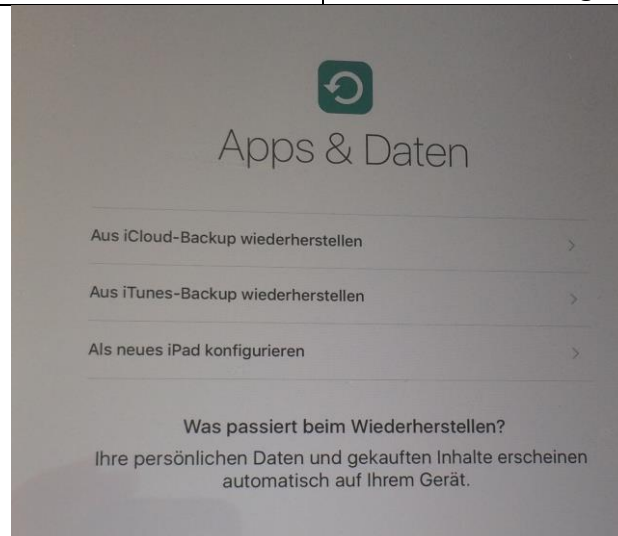 Apps & Daten
Aus iCloud-Backup wiederherstellen
Aus iTunes-Backup wiederherstellen
Als neues iPad konfigurieren
Was passiert beim Wiederherstellen?
Ihre persönlichen Daten und gekauften Inhalte erscheinen
automatisch auf Ihrem Gerät.